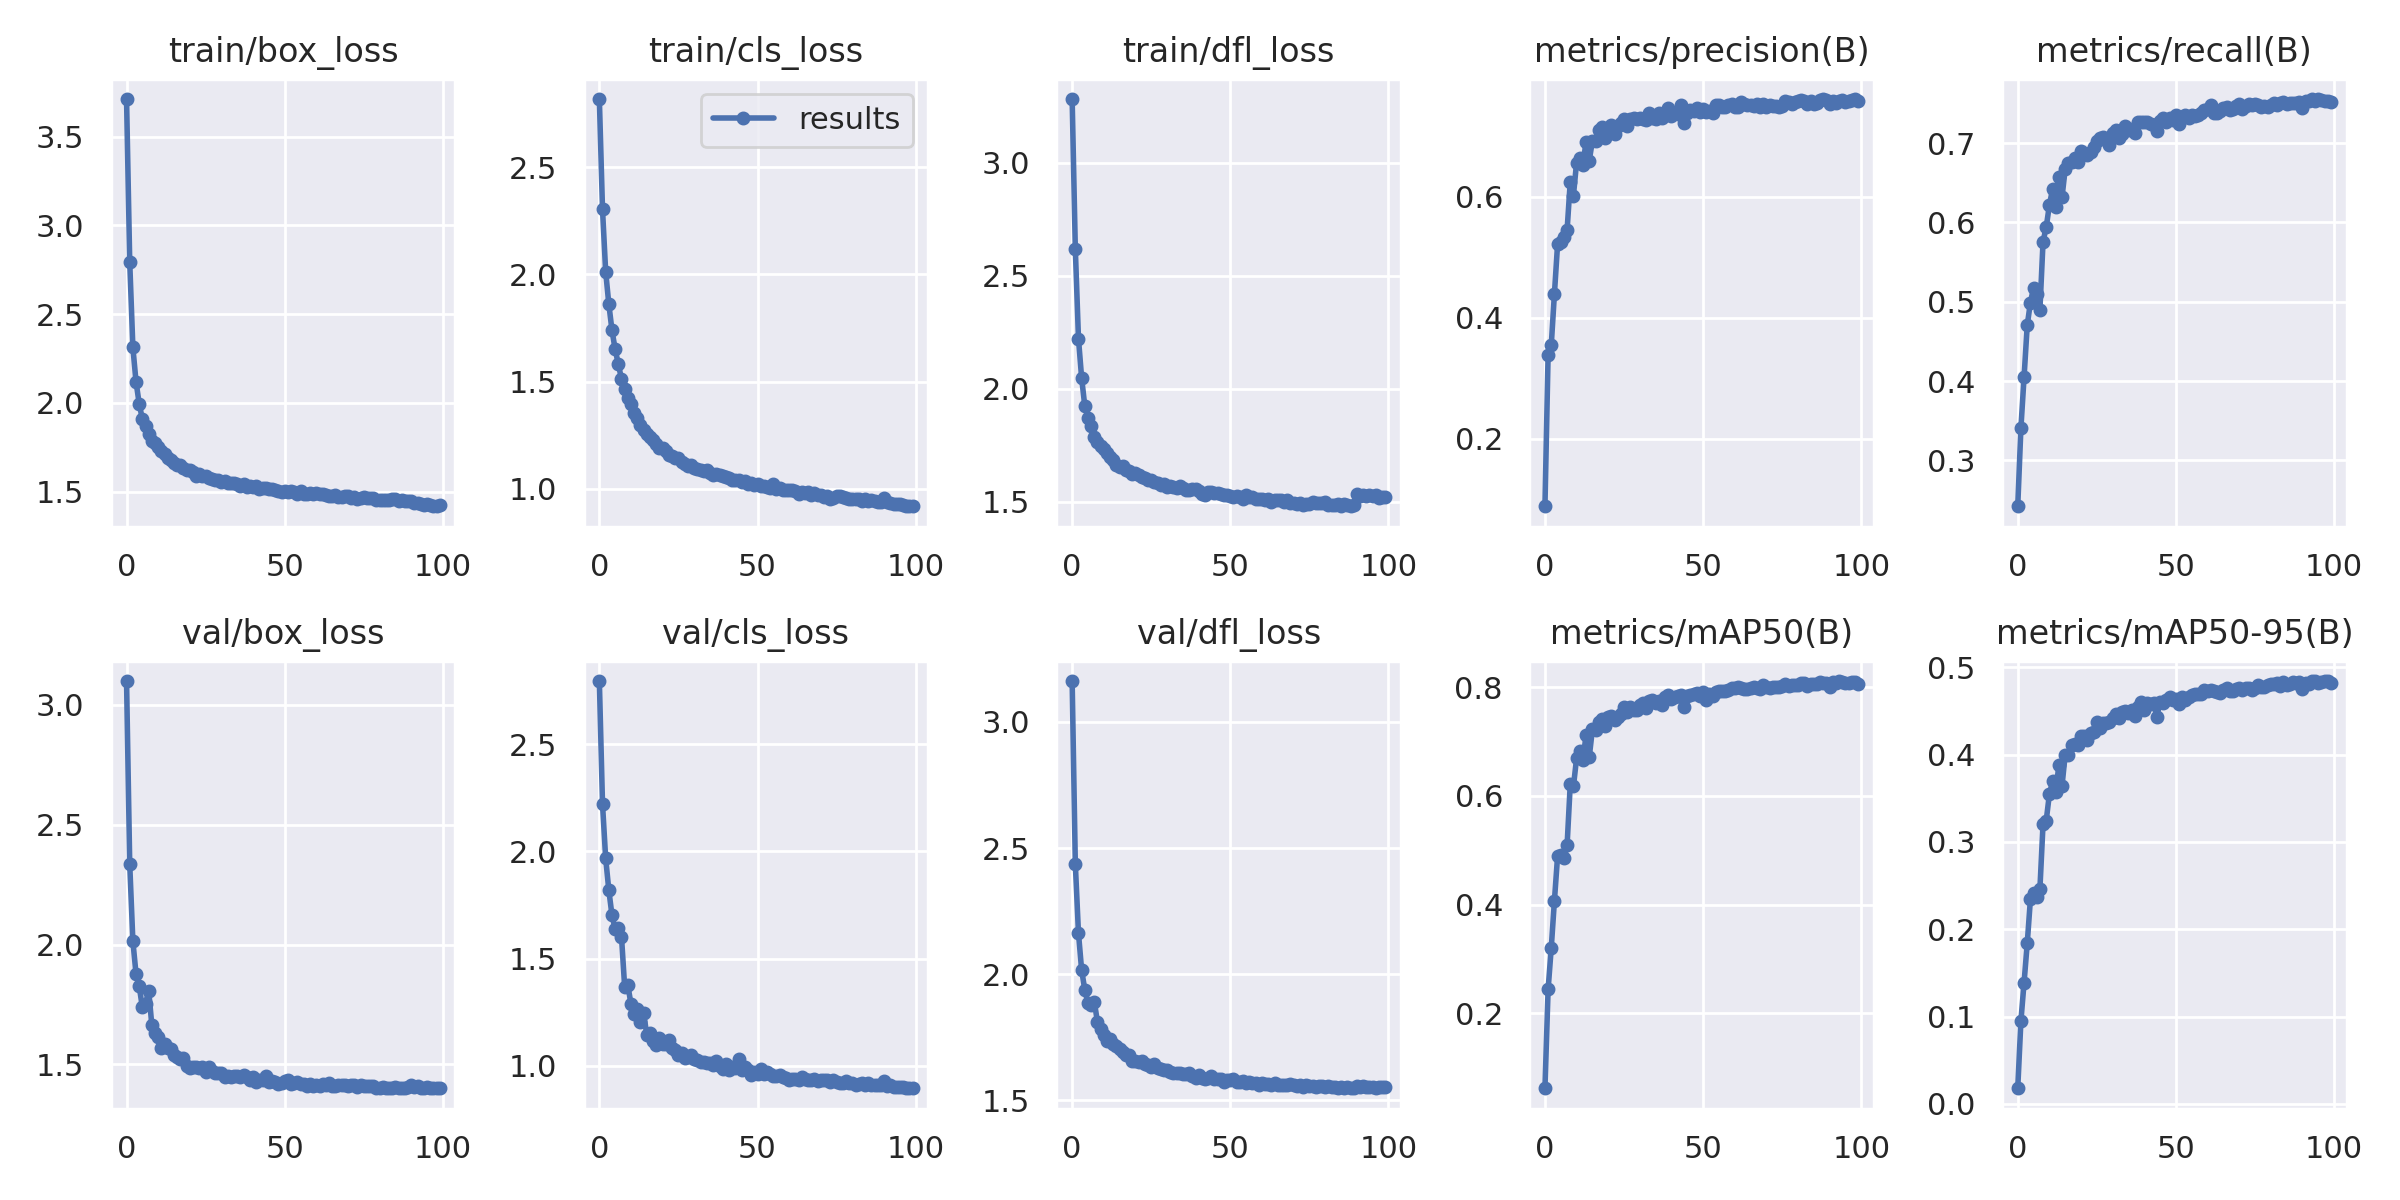 train/box_loss
3.5
3.0
2.5
2.0
1.5
0 50 100
train/cls_loss
results
2.5
2.0
1.5
1.0
0 50 100
train/dfl_loss
3.0
2.5
2.0
1.5
0 50 100
metrics/precision(B)
0.6
0.4
0.2
0 50 100
metrics/recall(B)
0.7
0.6
0.5
0.4
0.3
0 50 100
val/box_loss
3.0
2.5
2.0
1.5
0 50 100
val/cls_loss
2.5
2.0
1.5
1.0
0 50 100
val/dfl_loss
3.0
2.5
2.0
1.5
0 50 100
metrics/mAP50(B)
0.8
0.6
0.4
0.2
0 50 100
metrics/mAP50-95(B)
0.5
0.4
0.3
0.2
0.1
0.0
0 50 100